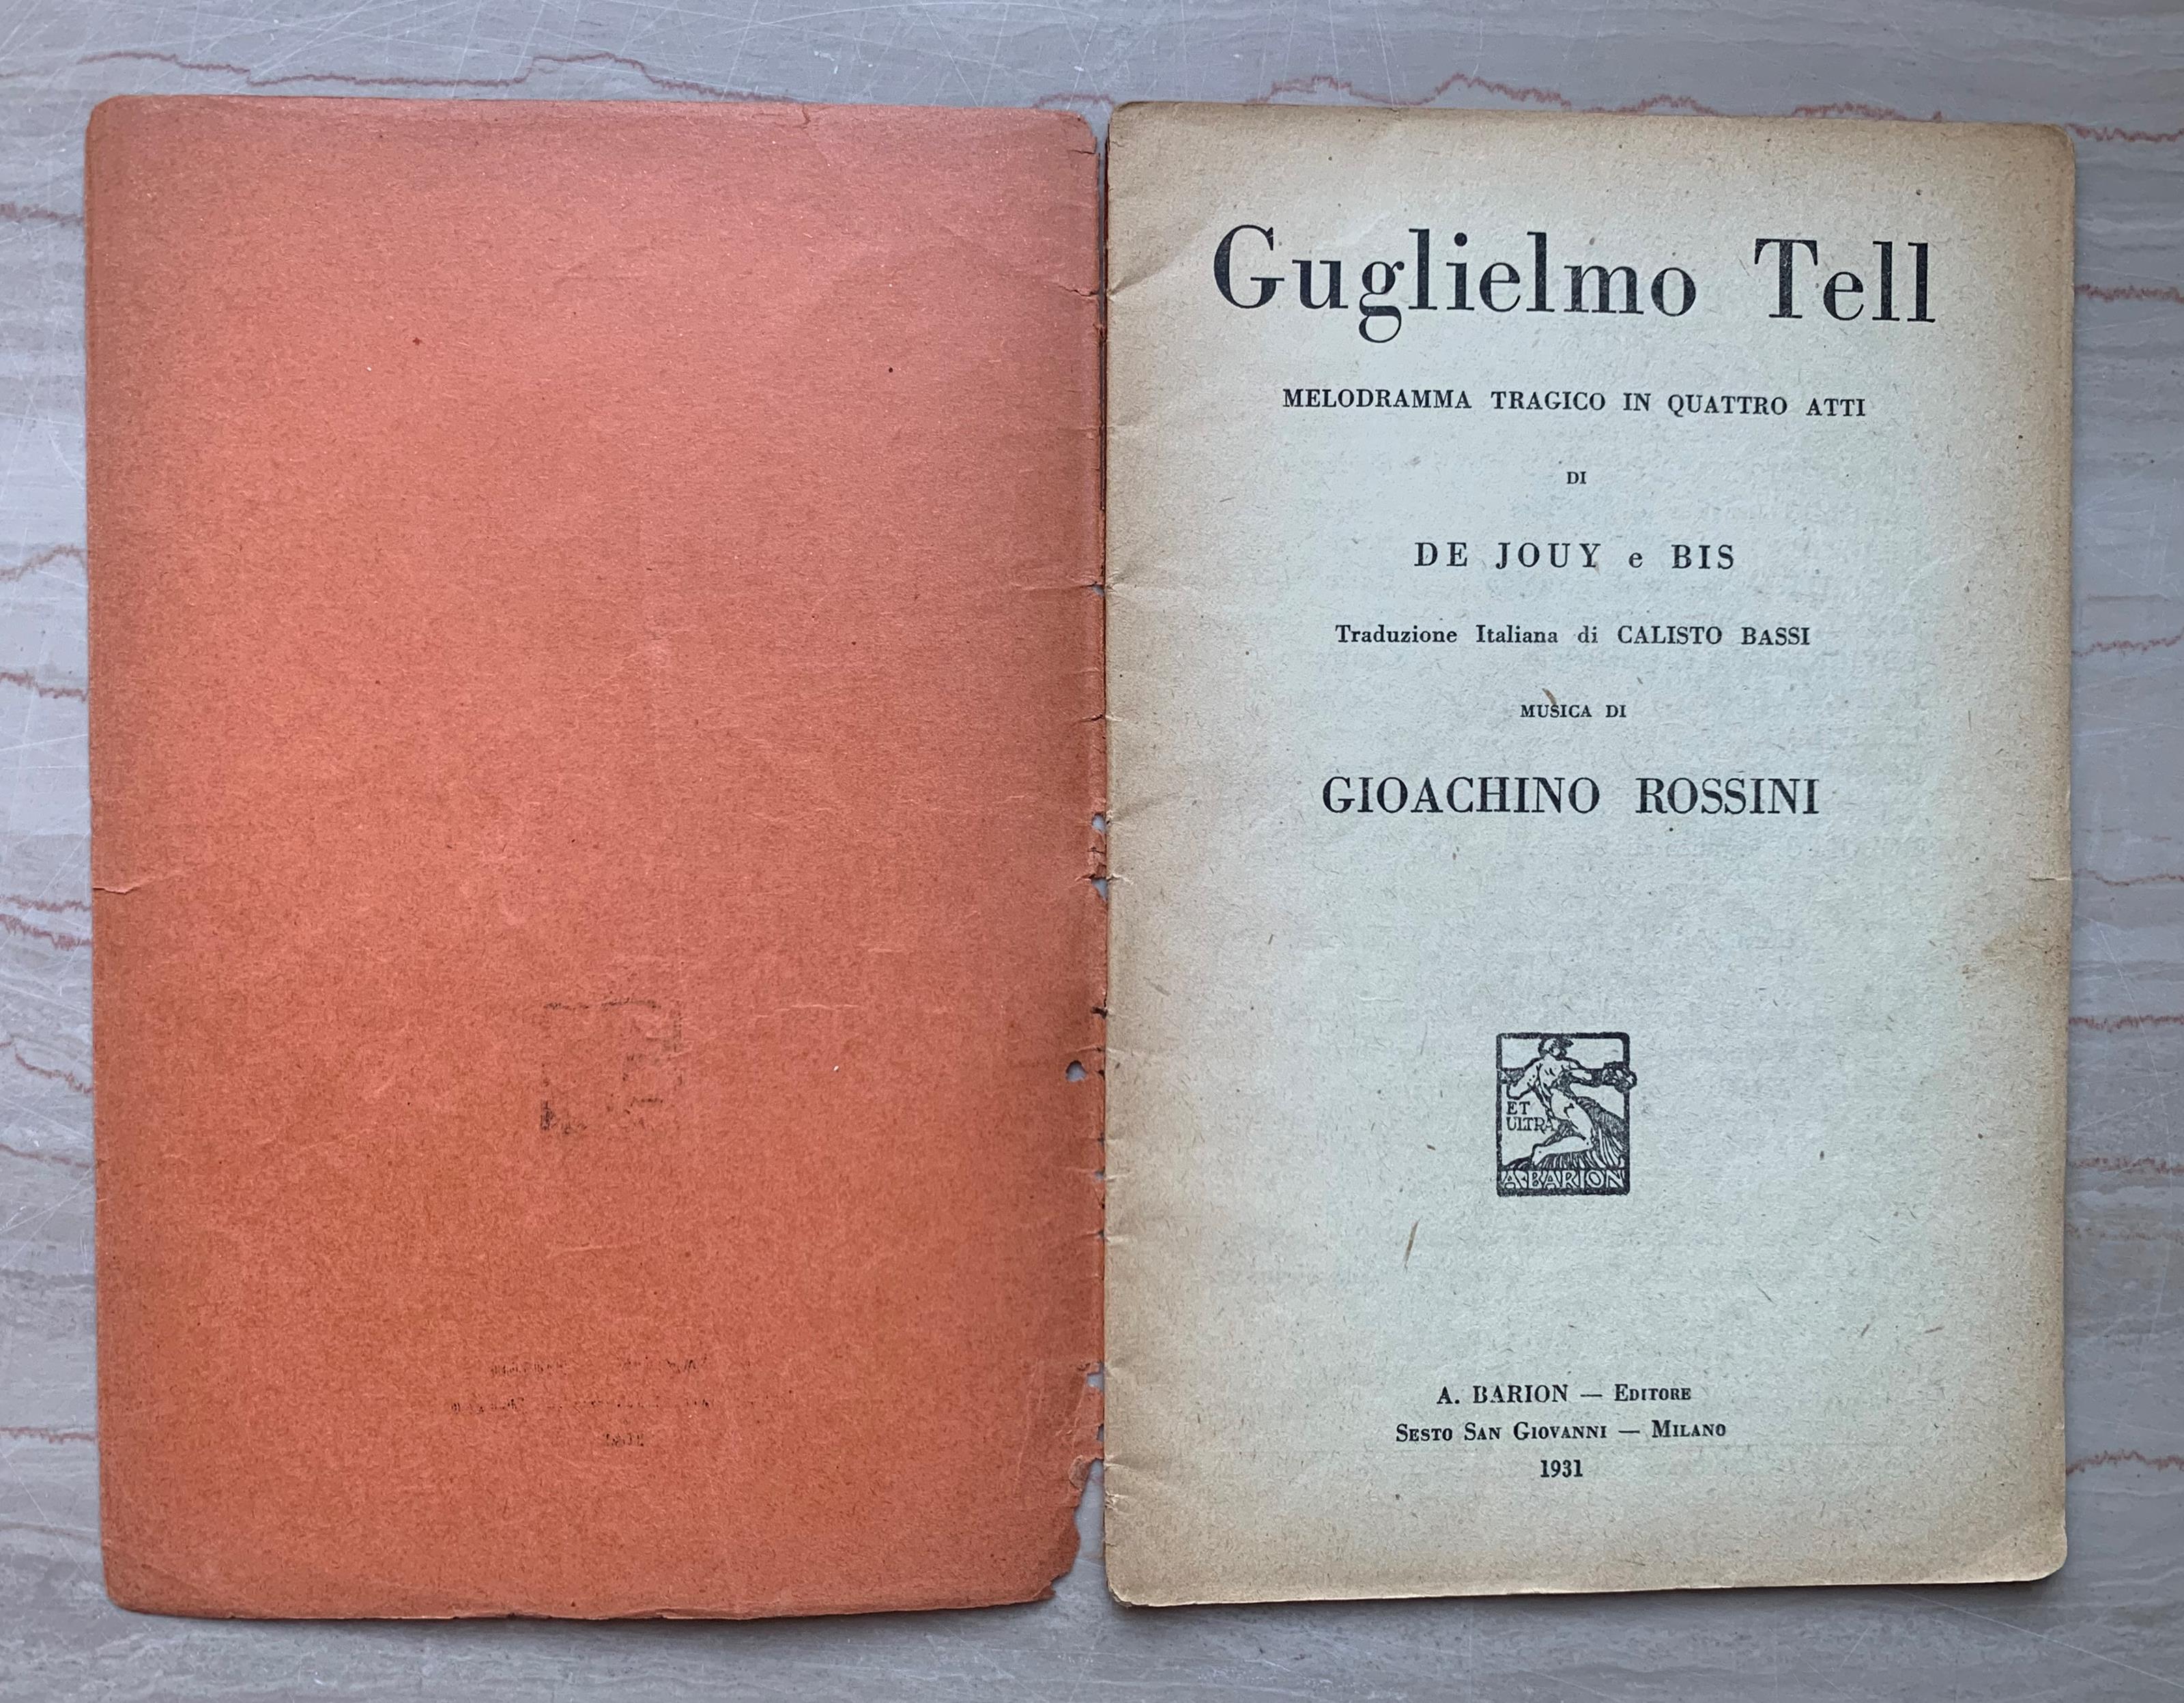 Guglielmo Tell
MELODRAMMA TRAGICO IN QUATTRO ATTI
DI
DE JOUY e BIS
Traduzione Italiana di CALISTO BASSI
MUSICA DI
GIOACHINO ROSSINI
ET
ULTRA
A·BARION
A. BARION — EDITORE
SESTO SAN GIOVANNI — MILANO
1931